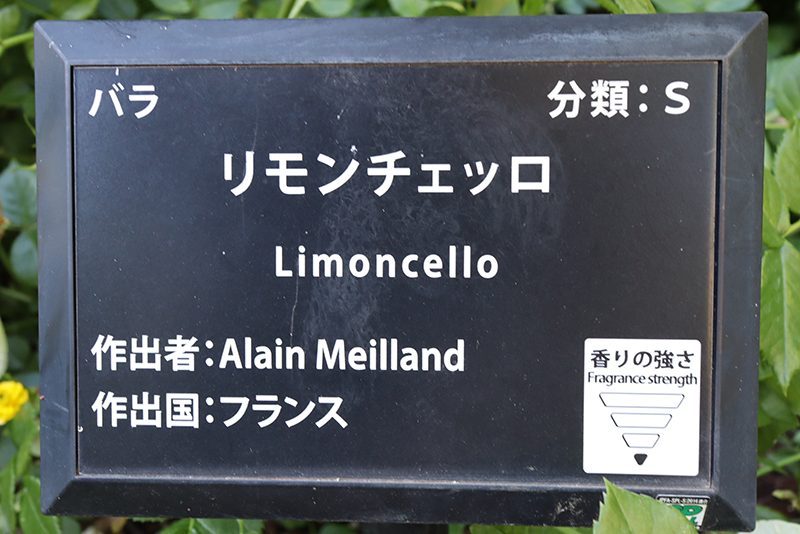 バラ
分類：S
リモンチェッロ
Limoncello
作出者：Alain Meilland
作出国：フランス
香りの強さ
Fragrance strength